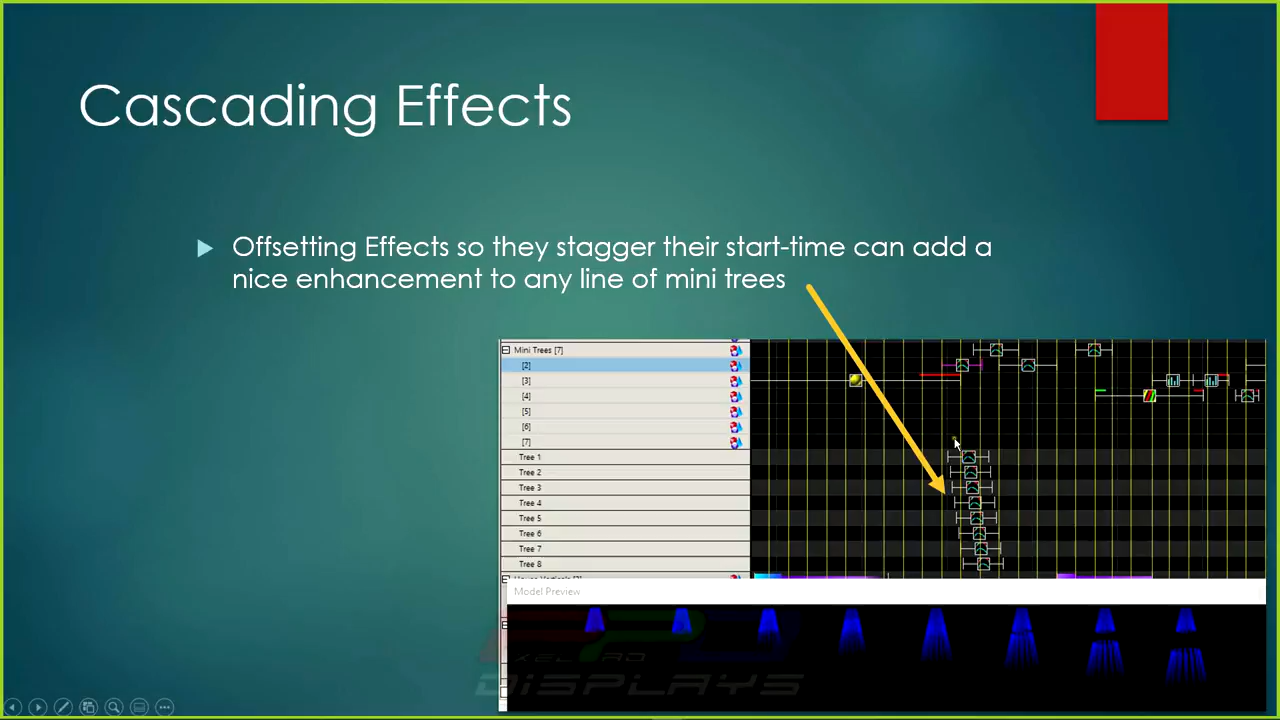 Cascading Effects
Offsetting Effects so they stagger their start-time can add a
nice enhancement to any line of mini trees
Mini Trees [7]
[2]
[3]
[4]
[5]
[6]
[7]
Tree 1
Tree 2
Tree 3
Tree 4
Tree 5
Tree 6
Tree 7
Tree 8
Model Preview
DISPLAYS